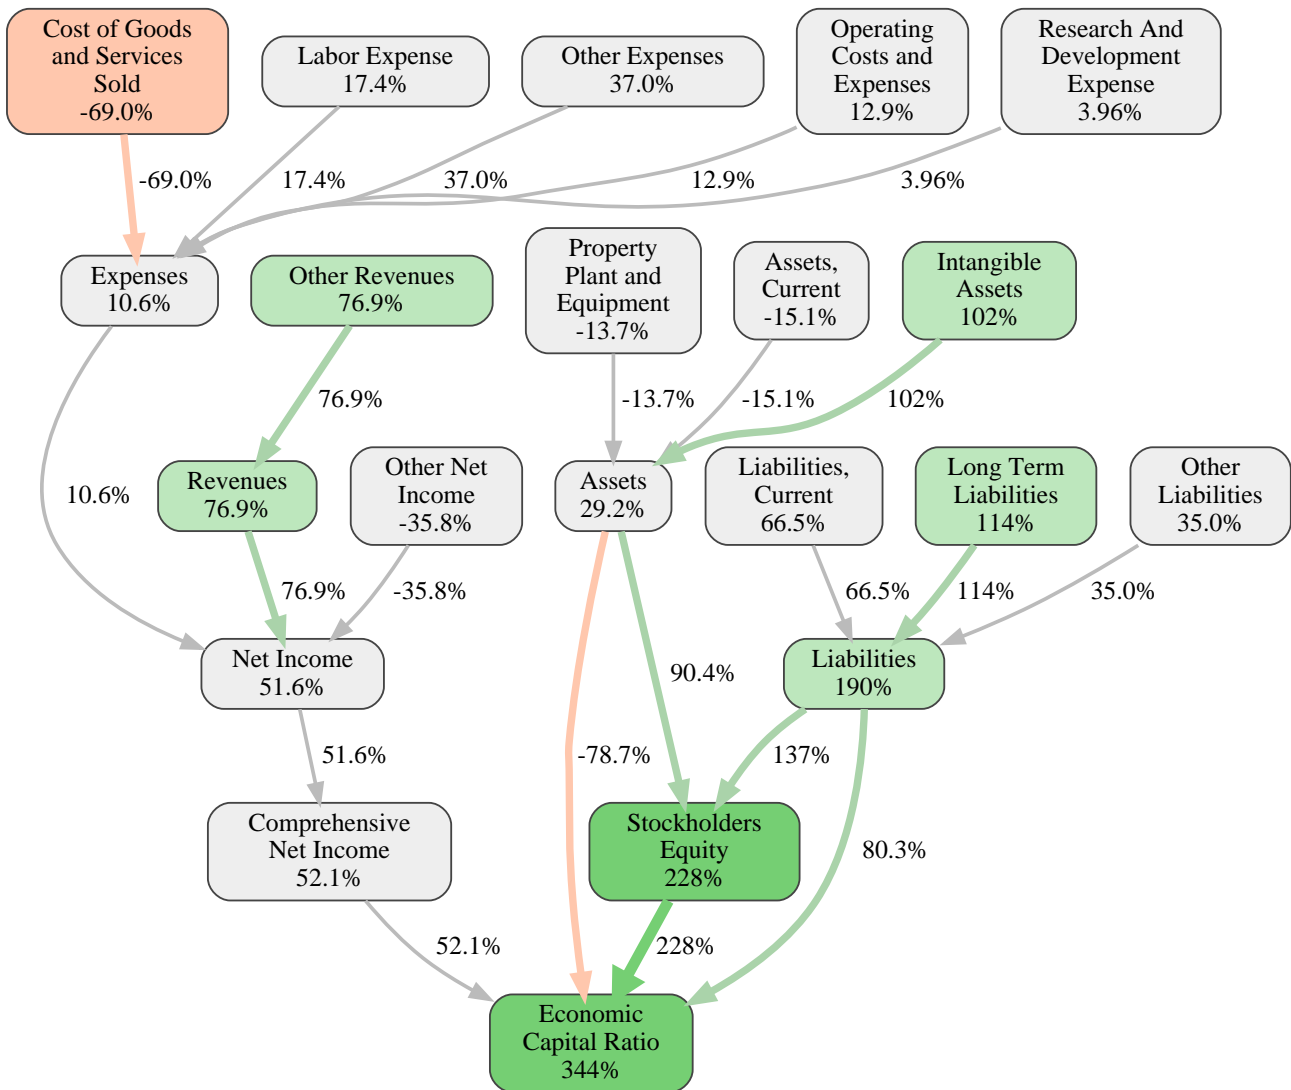 Cost of Goods
and Services
Sold
-69.0%
Labor Expense
17.4%
Other Expenses
37.0%
Operating
Costs and
Expenses
12.9%
Research And
Development
Expense
3.96%
-69.0%
17.4%
37.0%
12.9%
3.96%
Expenses
10.6%
Other Revenues
76.9%
Property
Plant and
Equipment
-13.7%
Assets,
Current
-15.1%
Intangible
Assets
102%
76.9%
-13.7%
-15.1%
102%
10.6%
Revenues
76.9%
Other Net
Income
-35.8%
Assets
29.2%
Liabilities,
Current
66.5%
Long Term
Liabilities
114%
Other
Liabilities
35.0%
76.9%
-35.8%
66.5%
114%
35.0%
Net Income
51.6%
90.4%
Liabilities
190%
51.6%
-78.7%
137%
Comprehensive
Net Income
52.1%
Stockholders
Equity
228%
80.3%
52.1%
228%
Economic
Capital Ratio
344%